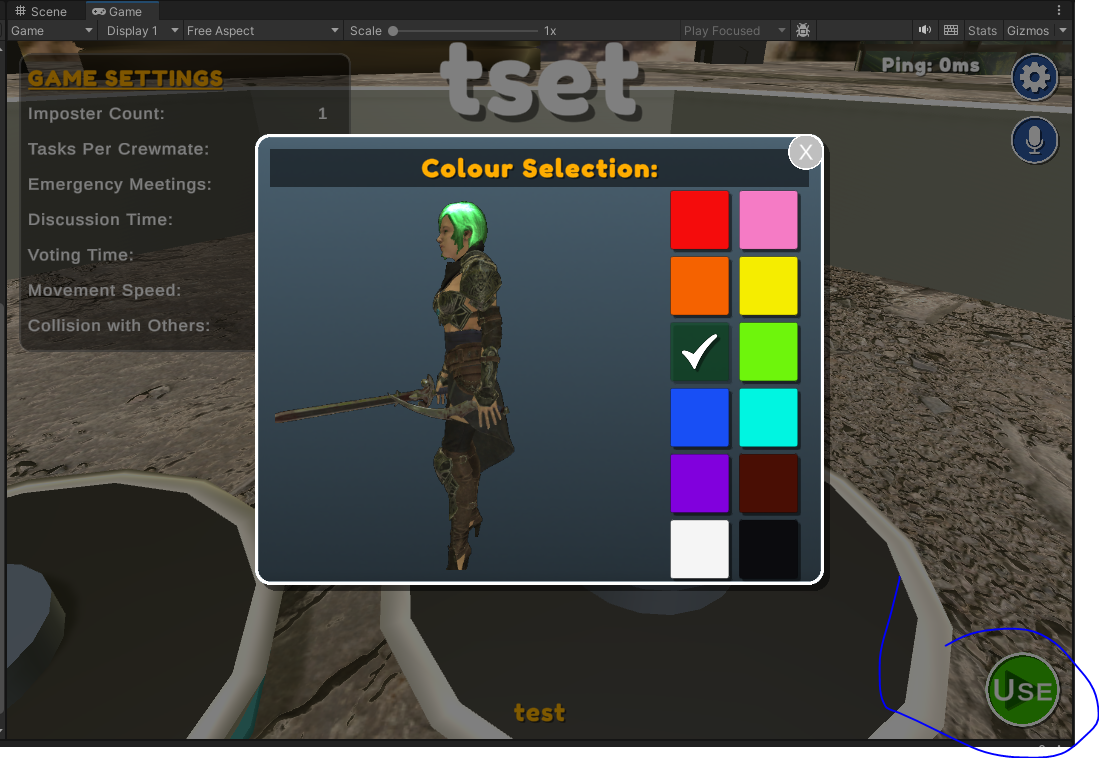 Scene Game
Game Display 1 Free Aspect Scale 1x Play Focused Stats Gizmos
tset
Ping: 0ms
GAME SETTINGS
Imposter Count: 1
Tasks Per Crewmate:
Emergency Meetings:
Discussion Time:
Voting Time:
Movement Speed:
Collision with Others:
X
Colour Selection:
USE
test